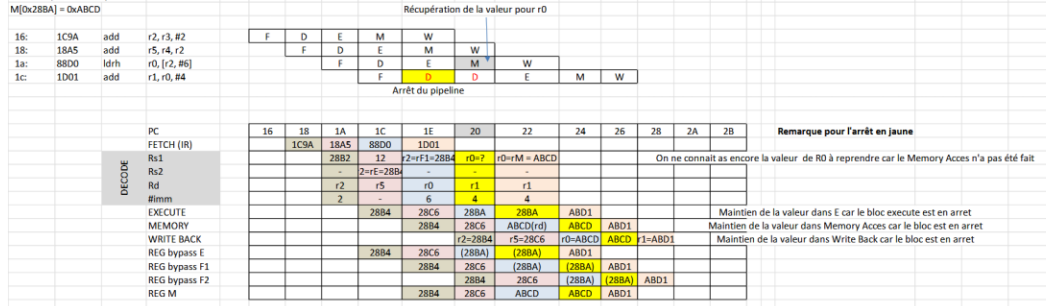 M[0x28BA] = 0xABCD Récupération de la valeur pour r0
16: 1C9A add r2, r3, #2 F D E M W
18: 18A5 add r5, r4, r2 F D E M W
1a: 88D0 ldrh r0, [r2, #6] F D E M W
1c: 1D01 add r1, r0, #4 F D D E M W
Arrêt du pipeline
PC 16 18 1A 1C 1E 20 22 24 26 28 2A 2B Remarque pour l'arrêt en jaune
FETCH (IR) 1C9A 18A5 88D0 1D01
DECODE
Rs1 28B2 12 r2=rF1=28B4 r0=? r0=rM = ABCD On ne connait as encore la valeur de R0 à reprendre car le Memory Acces n'a pas été fait
Rs2 - 2=rE=28B4 - - -
Rd r2 r5 r0 r1 r1
#imm 2 - 6 4 4
EXECUTE 28B4 28C6 28BA 28BA ABD1 Maintien de la valeur dans E car le bloc execute est en arret
MEMORY 28B4 28C6 ABCD(rd) ABCD ABD1 Maintien de la valeur dans Memory Acces car le bloc est en arret
WRITE BACK r2=28B4 r5=28C6 r0=ABCD ABCD r1=ABD1 Maintien de la valeur dans Write Back car le bloc est en arret
REG bypass E 28B4 28C6 (28BA) (28BA) ABD1
REG bypass F1 28B4 28C6 (28BA) (28BA) ABD1
REG bypass F2 28B4 28C6 (28BA) (28BA) ABD1
REG M 28B4 28C6 ABCD ABCD ABD1